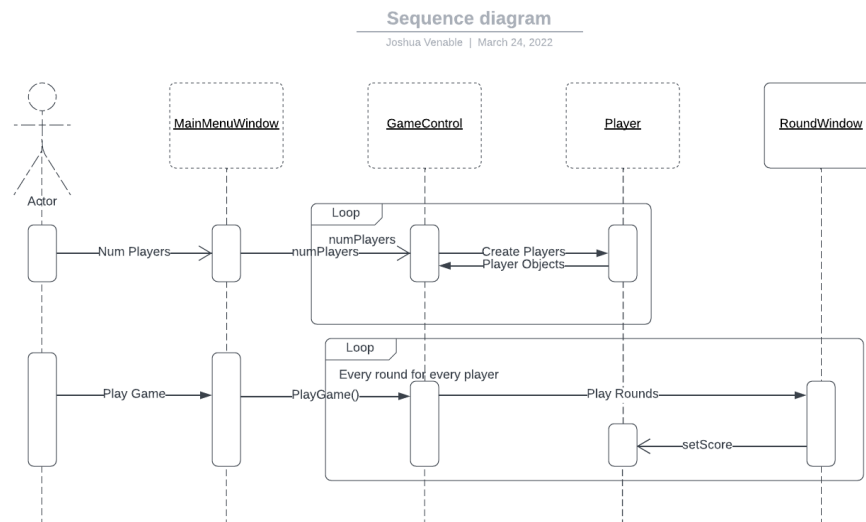 Sequence diagram
Joshua Venable | March 24, 2022
MainMenuWindow
GameControl
Player
RoundWindow
Actor
Loop
numPlayers
Num Players
numPlayers
Create Players
Player Objects
Loop
Every round for every player
Play Game
PlayGame()
Play Rounds
setScore